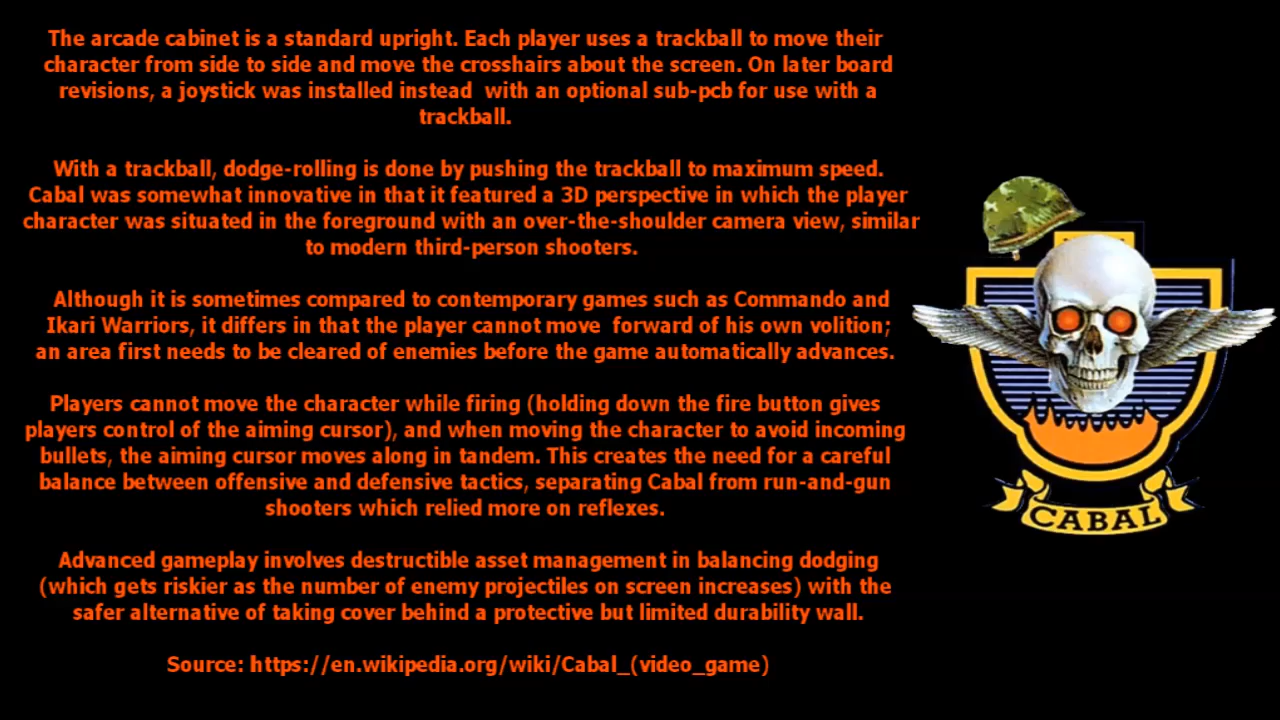 The arcade cabinet is a standard upright. Each player uses a trackball to move their
character from side to side and move the crosshairs about the screen. On later board
revisions, a joystick was installed instead  with an optional sub-pcb for use with a
trackball.
With a trackball, dodge-rolling is done by pushing the trackball to maximum speed.
Cabal was somewhat innovative in that it featured a 3D perspective in which the player
character was situated in the foreground with an over-the-shoulder camera view, similar
to modern third-person shooters.
Although it is sometimes compared to contemporary games such as Commando and
Ikari Warriors, it differs in that the player cannot move  forward of his own volition;
an area first needs to be cleared of enemies before the game automatically advances.
Players cannot move the character while firing (holding down the fire button gives
players control of the aiming cursor), and when moving the character to avoid incoming
bullets, the aiming cursor moves along in tandem. This creates the need for a careful
balance between offensive and defensive tactics, separating Cabal from run-and-gun
shooters which relied more on reflexes.
Advanced gameplay involves destructible asset management in balancing dodging
(which gets riskier as the number of enemy projectiles on screen increases) with the
safer alternative of taking cover behind a protective but limited durability wall.
Source: https://en.wikipedia.org/wiki/Cabal_(video_game)
CABAL